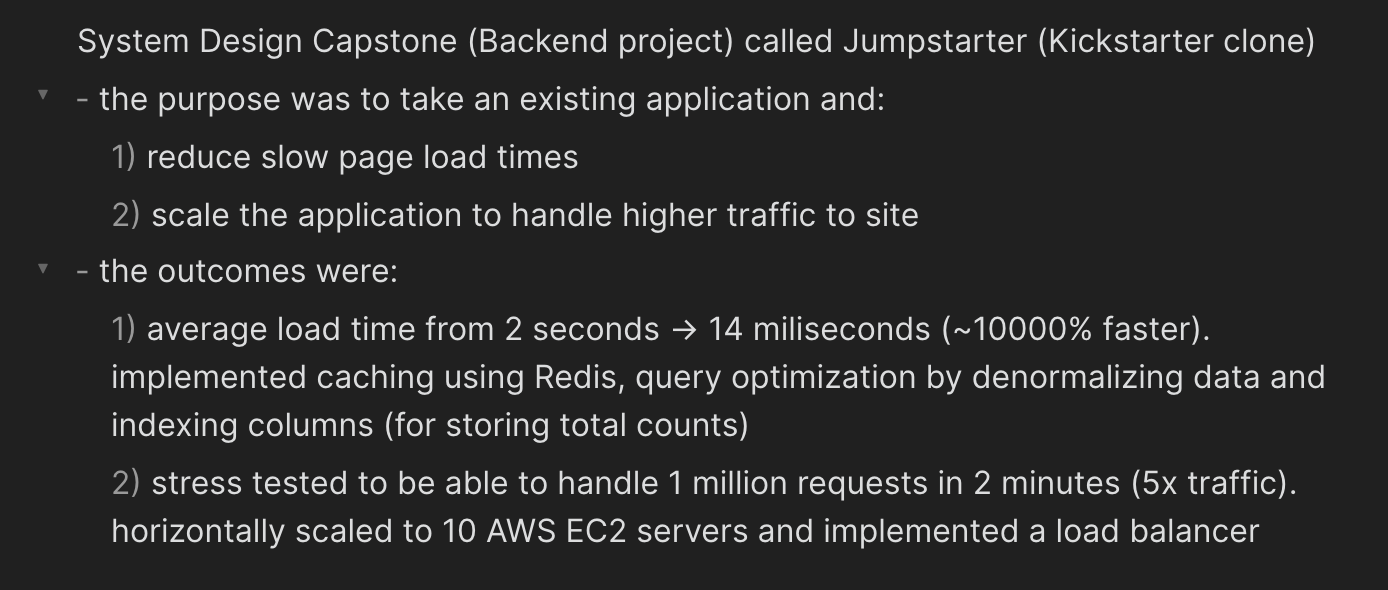 System Design Capstone (Backend project) called Jumpstarter (Kickstarter clone)
- the purpose was to take an existing application and:
1) reduce slow page load times
2) scale the application to handle higher traffic to site
- the outcomes were:
1) average load time from 2 seconds → 14 miliseconds (~10000% faster).
implemented caching using Redis, query optimization by denormalizing data and
indexing columns (for storing total counts)
2) stress tested to be able to handle 1 million requests in 2 minutes (5x traffic).
horizontally scaled to 10 AWS EC2 servers and implemented a load balancer